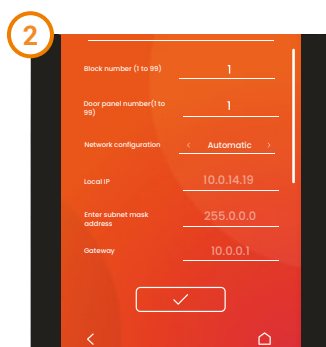 2
Block number (1 to 99)
1
Door panel number(1 to
99)
1
Network configuration
< Automatic >
Local IP
10.0.14.19
Enter subnet mask
address
255.0.0.0
Gateway
10.0.0.1